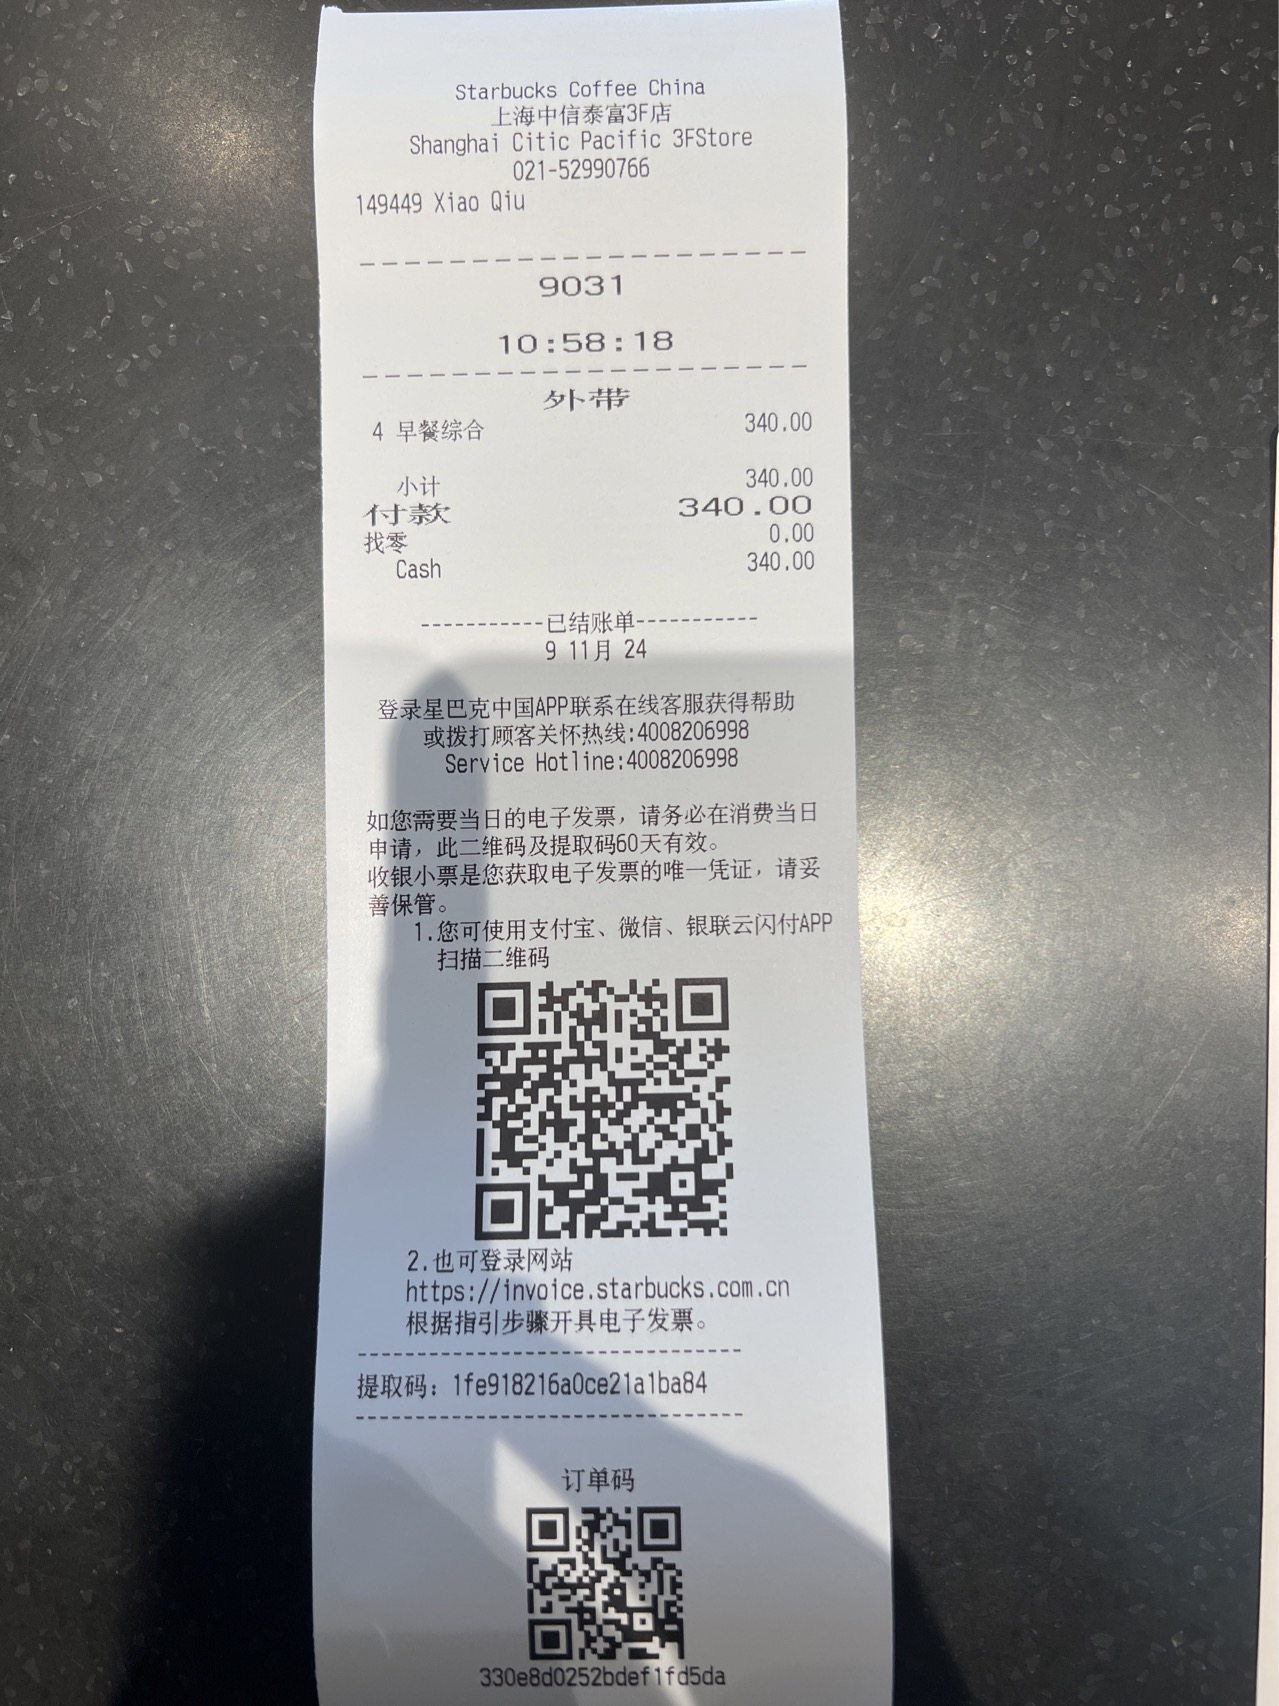 Starbucks Coffee China
上海中信泰富3F店
Shanghai Citic Pacific 3FStore
021-52990766
149449 Xiao Qiu
9031
10:58:18
外带
4 早餐综合 340.00
小计 340.00
付款 340.00
找零 0.00
Cash 340.00
-----------已结账单-----------
9 11月 24
登录星巴克中国APP联系在线客服获得帮助
或拨打顾客关怀热线:4008206998
Service Hotline:4008206998
如您需要当日的电子发票，请务必在消费当日
申请，此二维码及提取码60天有效。
收银小票是您获取电子发票的唯一凭证，请妥
善保管。
1.您可使用支付宝、微信、银联云闪付APP
扫描二维码
2.也可登录网站
https://invoice.starbucks.com.cn
根据指引步骤开具电子发票。
提取码：1fe918216a0ce21a1ba84
订单码
330e8d0252bdef1fd5da